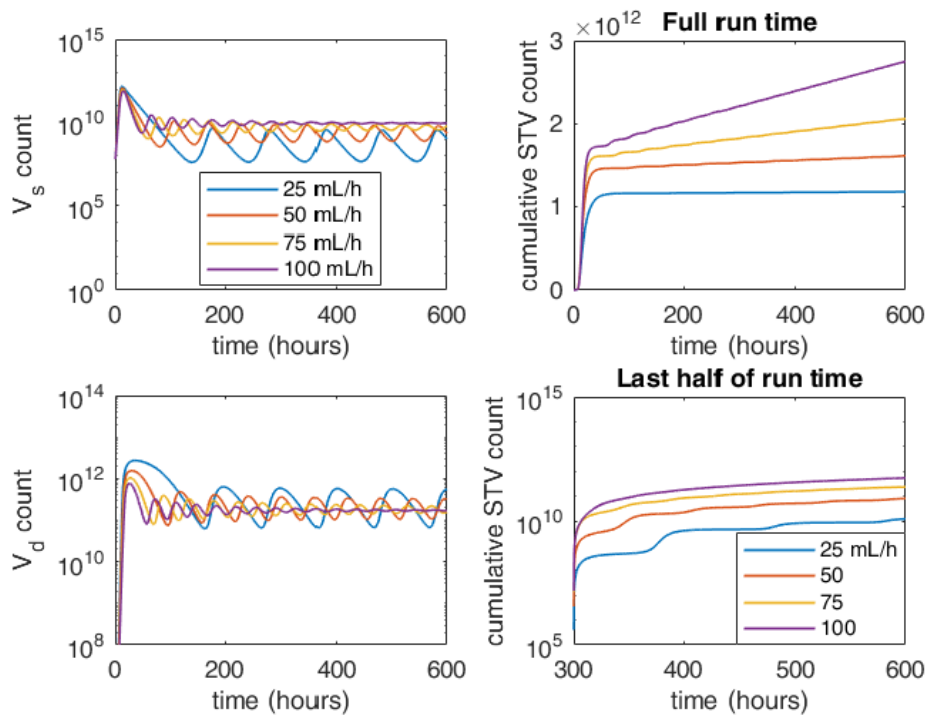 10^15
10^10
10^5
10^0
V_s count
25 mL/h
50 mL/h
75 mL/h
100 mL/h
0
200
400
600
time (hours)
Full run time
× 10^12
3
2
1
0
cumulative STV count
0
200
400
600
time (hours)
10^14
10^12
10^10
10^8
V_d count
0
200
400
600
time (hours)
Last half of run time
10^15
10^10
10^5
cumulative STV count
25 mL/h
50
75
100
300
400
500
600
time (hours)